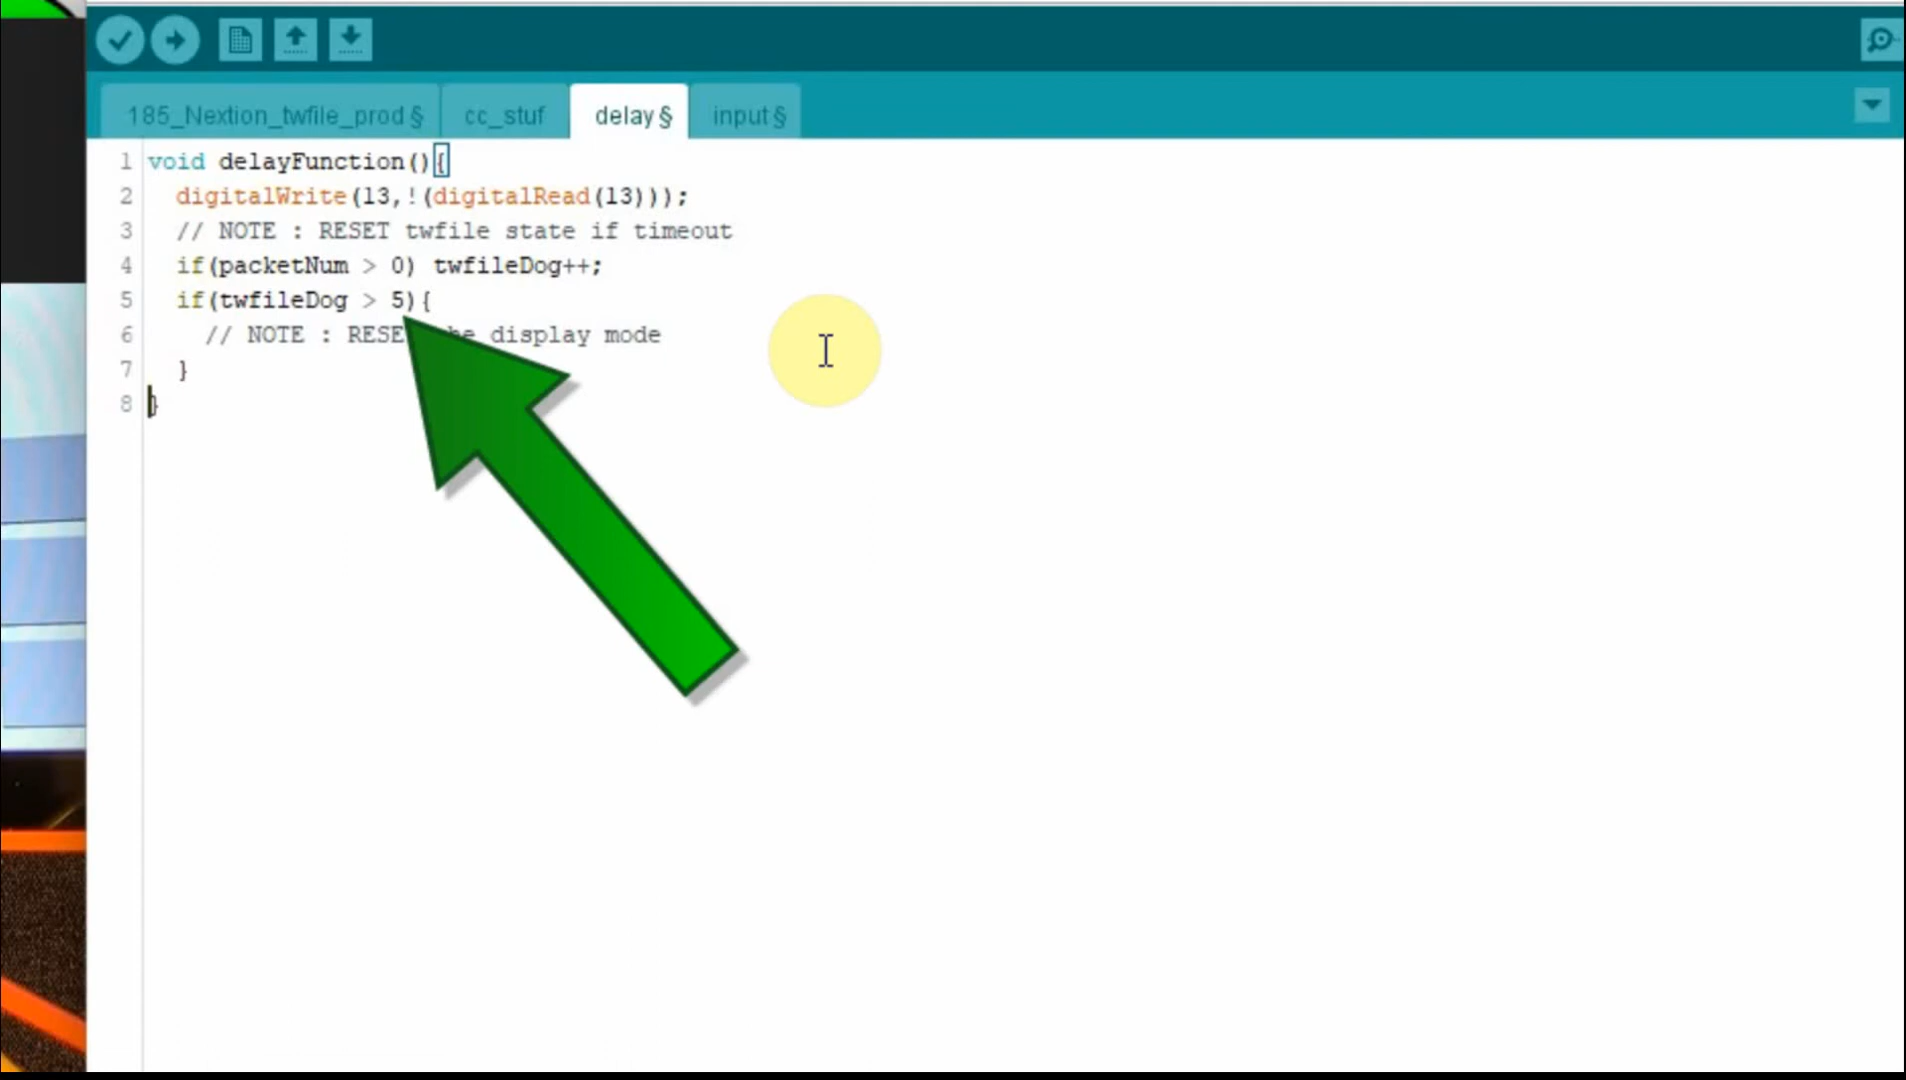 185_Nextion_twfile_prod § cc_stuf delay § input §
1 void delayFunction(){
2 digitalWrite(13,!(digitalRead(13)));
3 // NOTE : RESET twfile state if timeout
4 if(packetNum > 0) twfileDog++;
5 if(twfileDog > 5){
6 // NOTE : RESE he display mode
7 }
8 }